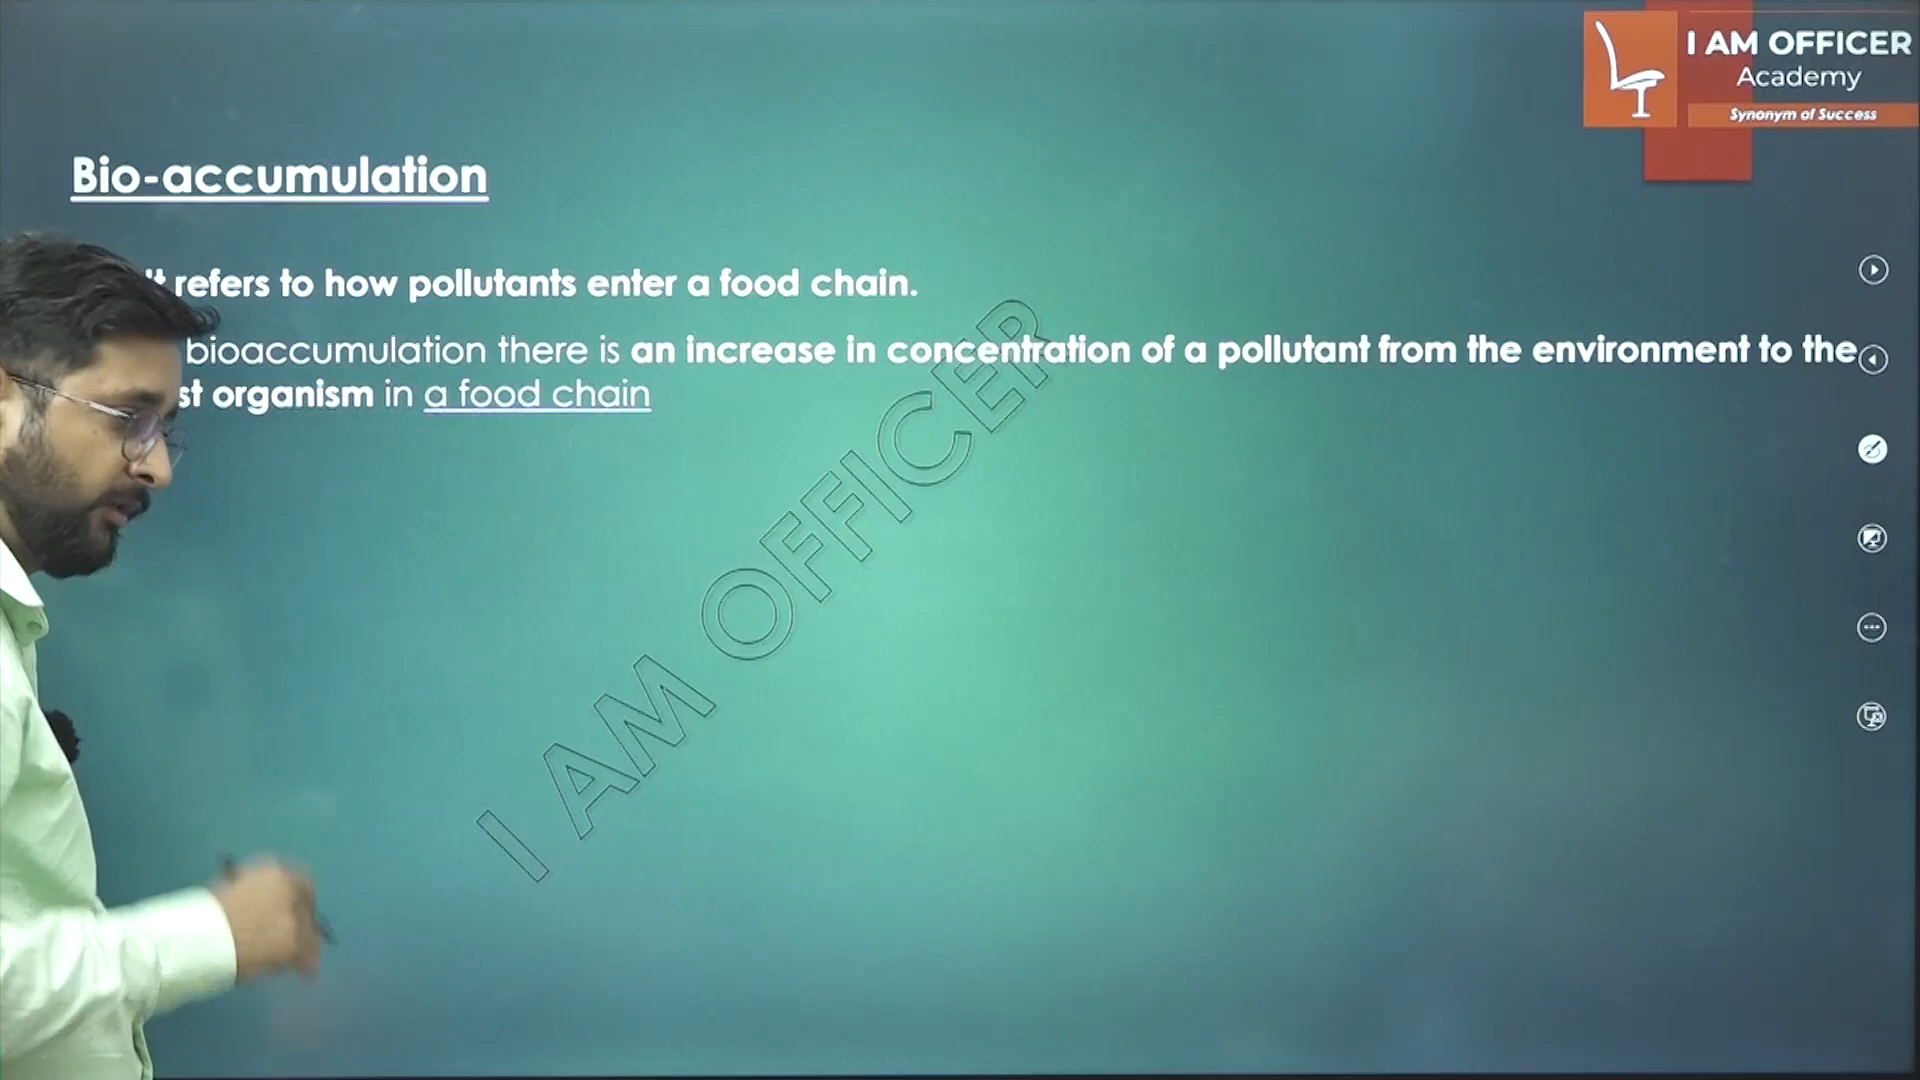 I AM OFFICER
Academy
Synonym of Success
Bio-accumulation
refers to how pollutants enter a food chain.
bioaccumulation there is an increase in concentration of a pollutant from the environment to the
organism in a food chain
I AM OFFICER